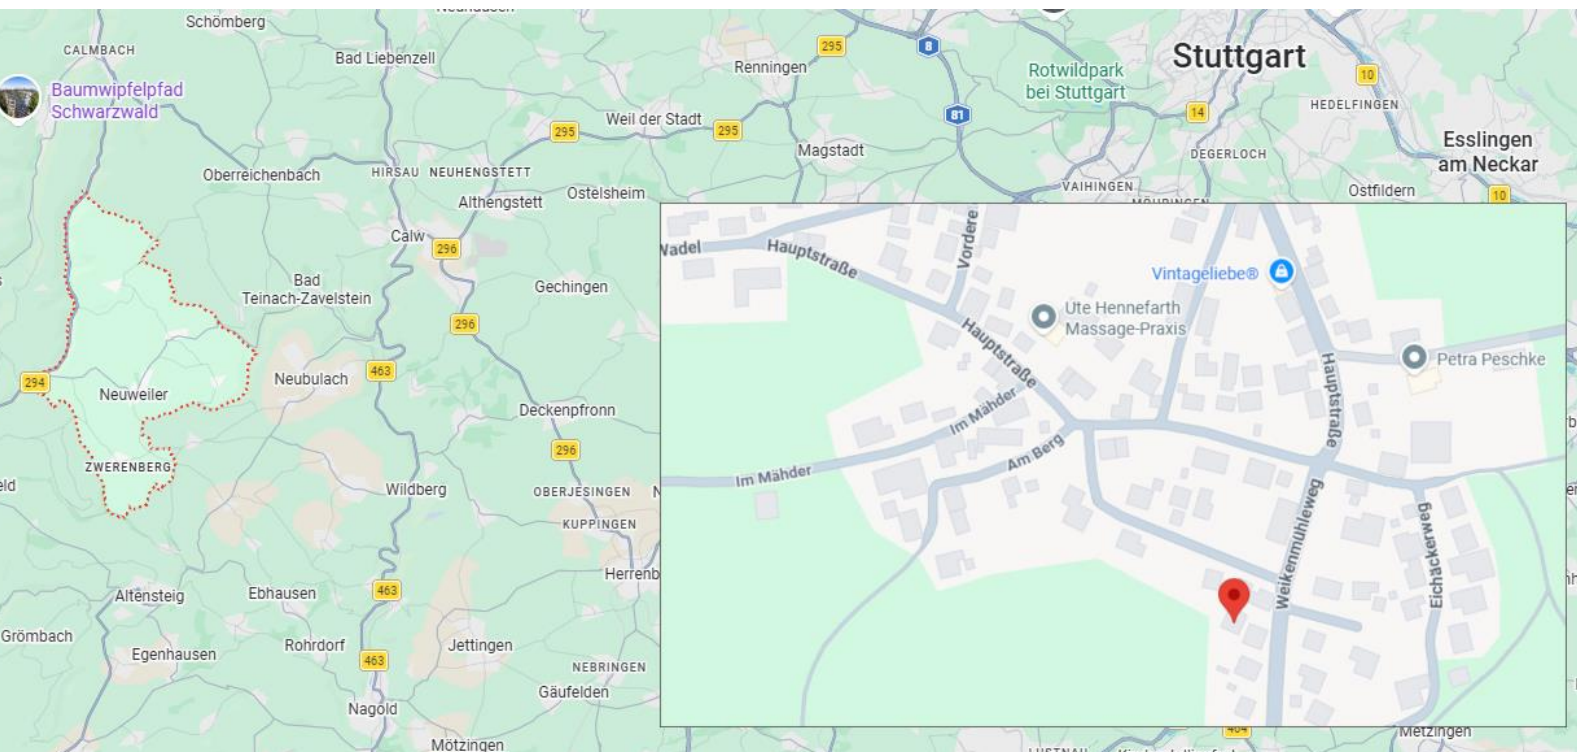 Schömberg
CALMBACH
Bad Liebenzell
Baumwipfelpfad
Schwarzwald
295
Renningen
8
Stuttgart
Rotwildpark
bei Stuttgart
10
HEDELFINGEN
81
14
Weil der Stadt
295
295
Magstadt
Esslingen
am Neckar
DEGERLOCH
Oberreichenbach
HIRSAU
NEUHENGSTETT
Ostelsheim
Althengstett
VAIHINGEN
Ostfildern
10
MÖHRINGEN
Calw
296
Bad
Teinach-Zavelstein
Gechingen
296
294
Neuweiler
Neubulach
463
Deckenpfronn
296
ZWERENBERG
Wildberg
OBERJESINGEN
KUPPINGEN
Herrenb
Altensteig
Ebhausen
463
Grömbach
Egenhausen
Rohrdorf
463
Jettingen
NEBRINGEN
Gäufelden
Nagold
Mötzingen
Wadel
Hauptstraße
Vordere
Vintageliebe®
Ute Hennefarth
Massage-Praxis
Hauptstraße
Hauptstraße
Petra Peschke
Im Mähder
Am Berg
Im Mähder
Weikenmühleweg
Eichäckerweg
Metzingen